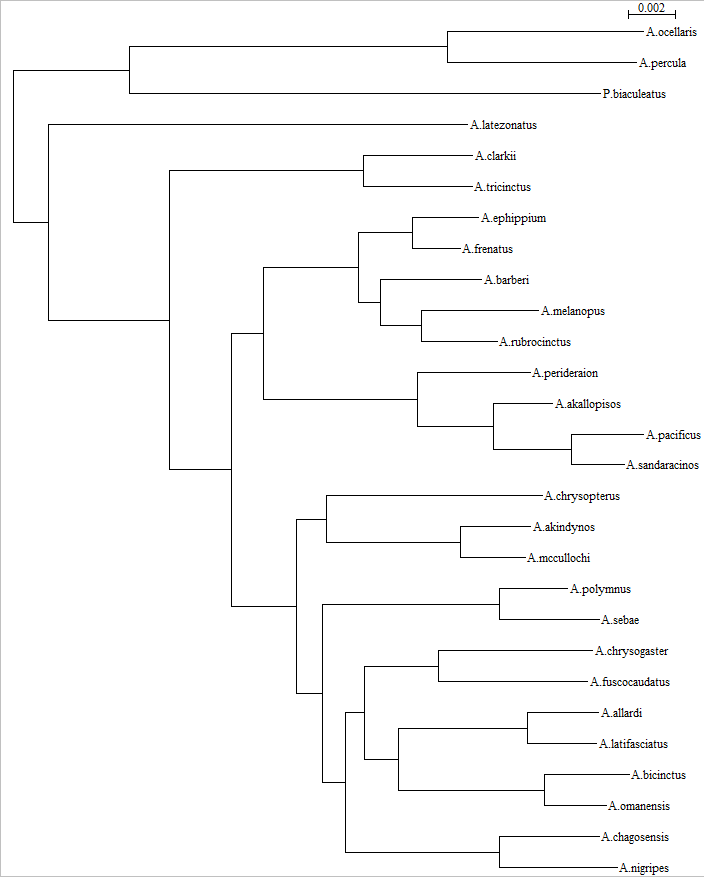 0.002
A.ocellaris
A.percula
P.biaculeatus
A.latezonatus
A.clarkii
A.tricinctus
A.ephippium
A.frenatus
A.barberi
A.melanopus
A.rubrocinctus
A.perideraion
A.akallopisos
A.pacificus
A.sandaracinos
A.chrysopterus
A.akindynos
A.mccullochi
A.polymnus
A.sebae
A.chrysogaster
A.fuscocaudatus
A.allardi
A.latifasciatus
A.bicinctus
A.omanensis
A.chagosensis
A.nigripes